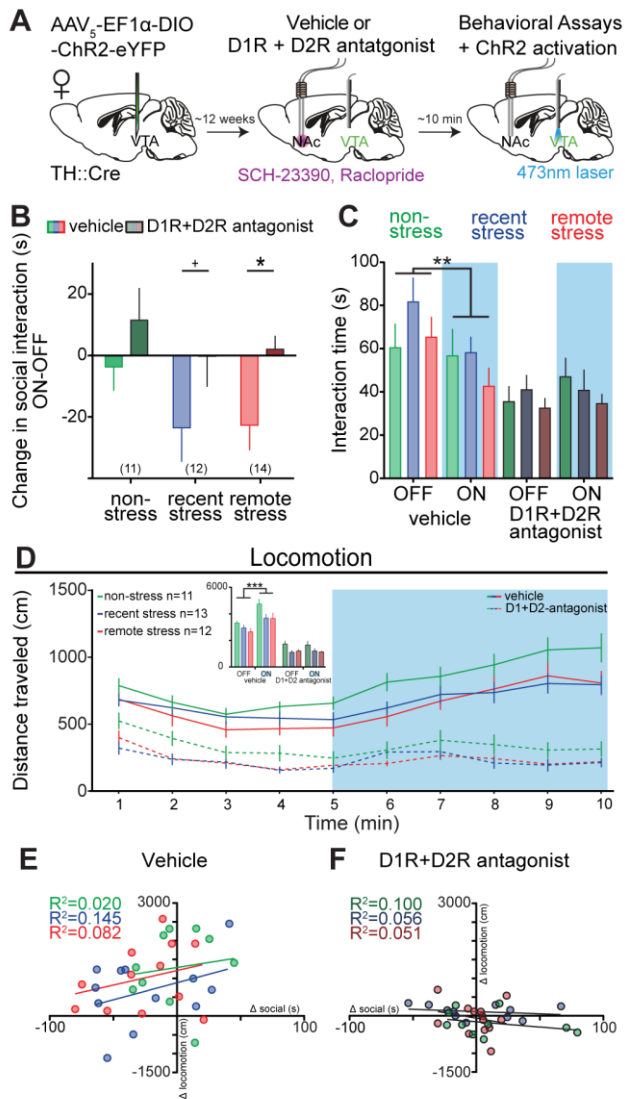 A
AAV5-EF1α-DIO
-ChR2-eYFP
♀
TH::Cre
VTA
~12 weeks
Vehicle or
D1R + D2R antatgonist
NAc
VTA
SCH-23390, Raclopride
~10 min
Behavioral Assays
+ ChR2 activation
NAc
VTA
473nm laser
B
vehicle D1R+D2R antagonist
Change in social interaction (s)
ON-OFF
20
0
-20
+
*
(11) (12) (14)
non-
stress
recent
stress
remote
stress
C
non-
stress
recent
stress
remote
stress
Interaction time (s)
100
80
60
40
20
0
**
OFF ON OFF ON
vehicle
D1R+D2R
antagonist
D
Locomotion
Distance traveled (cm)
1500
1000
500
0
non-stress n=11
recent stress n=13
remote stress n=12
6000
0
***
OFF ON OFF ON
vehicle D1+D2 antagonist
vehicle
D1+D2-antagonist
1 2 3 4 5 6 7 8 9 10
Time (min)
E
Vehicle
R²=0.020
R²=0.145
R²=0.082
3000
-1500
-100
100
Δ social (s)
Δ locomotion (cm)
F
D1R+D2R antagonist
R²=0.100
R²=0.056
R²=0.051
3000
-1500
-100
100
Δ social (s)
Δ locomotion (cm)